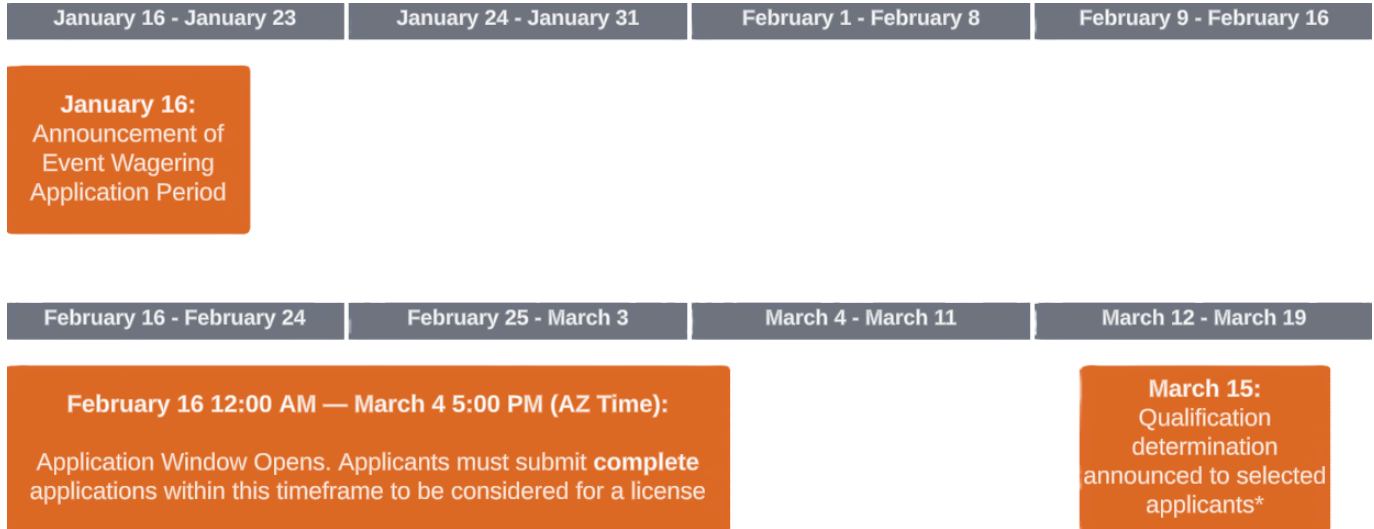 January 16 - January 23
January 24 - January 31
February 1 - February 8
February 9 - February 16
January 16:
Announcement of
Event Wagering
Application Period
February 16 - February 24
February 25 - March 3
March 4 - March 11
March 12 - March 19
February 16 12:00 AM — March 4 5:00 PM (AZ Time):
Application Window Opens. Applicants must submit complete
applications within this timeframe to be considered for a license
March 15:
Qualification
determination
announced to selected
applicants*